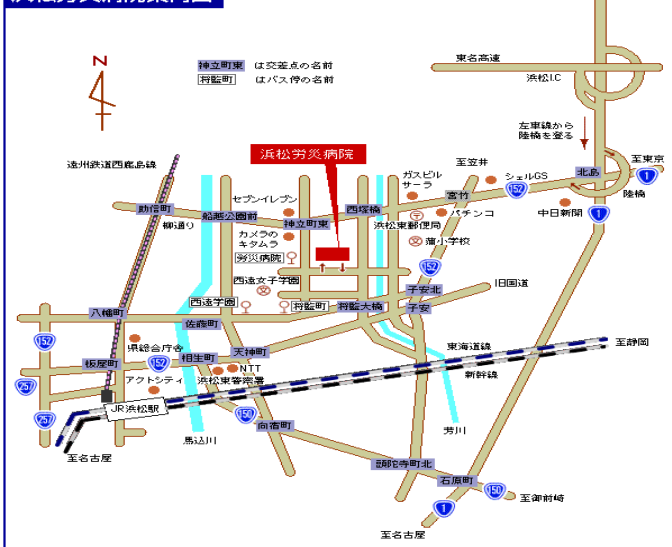 浜松労災病院案内図
N
神立町東 は交差点の名前
将監町 はバス停の名前
東名高速
浜松I.C
左車線から
陸橋を登る
浜松労災病院
遠州鉄道西鹿島線
至笠井
シェルGS
北島
至東京
1
ガスビル
サーラ
宮竹
152
陸橋
セブンイレブン
助信町
船越公園前
神立町東
西塚橋
パチンコ
中日新聞
1
柳通り
カメラの
キタムラ
浜松東郵便局
蒲小学校
労災病院
152
西遠女子学園
子安北
旧国道
西遠学園
将監町
将監大橋
子安
八幡町
佐藤町
152
県総合庁舎
天神町
東海道線
至静岡
板屋町
152
相生町
新幹線
257
アクトシティ
NTT
浜松東警察署
JR浜松駅
257
150
向宿町
馬込川
芳川
至名古屋
頭陀寺町北
石原町
150
至御前崎
1
至名古屋